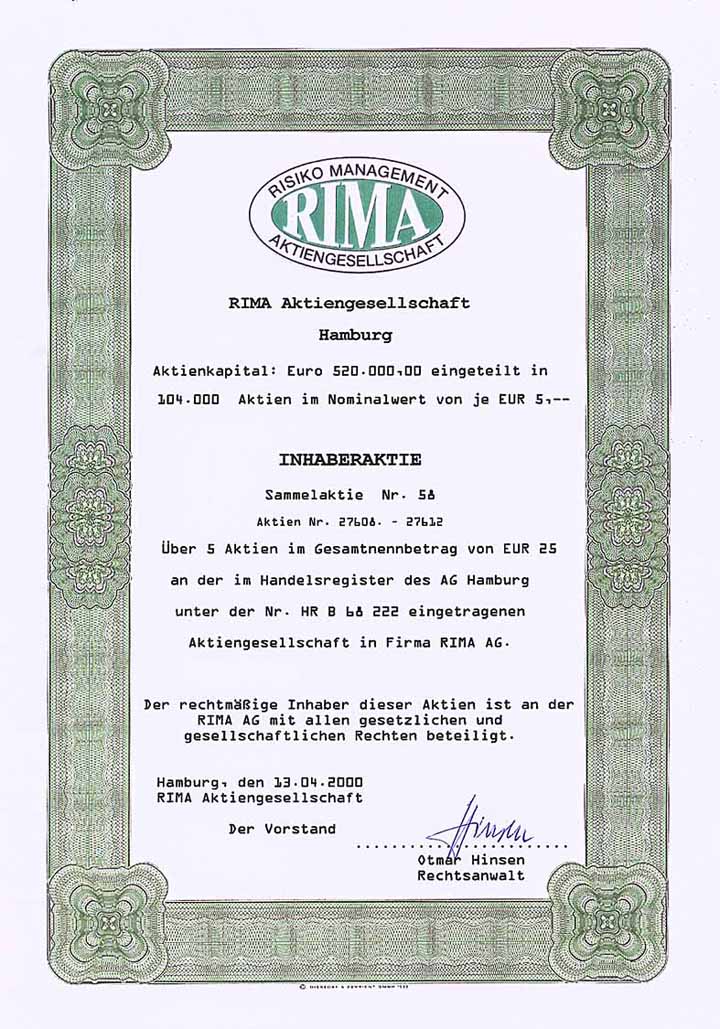 RISIKO MANAGEMENT
RIMA
AKTIENGESELLSCHAFT
RIMA Aktiengesellschaft
Hamburg
Aktienkapital: Euro 520.000,00 eingeteilt in
104.000 Aktien im Nominalwert von je EUR 5,--
INHABERAKTIE
Sammelaktie Nr. 58
Aktien Nr. 27608. - 27612
Über 5 Aktien im Gesamtnennbetrag von EUR 25
an der im Handelsregister des AG Hamburg
unter der Nr. HR B 68 222 eingetragenen
Aktiengesellschaft in Firma RIMA AG.
Der rechtmäßige Inhaber dieser Aktien ist an der
RIMA AG mit allen gesetzlichen und
gesellschaftlichen Rechten beteiligt.
Hamburg, den 13.04.2000
RIMA Aktiengesellschaft
Der Vorstand
Hinsen
Otmar Hinsen
Rechtsanwalt